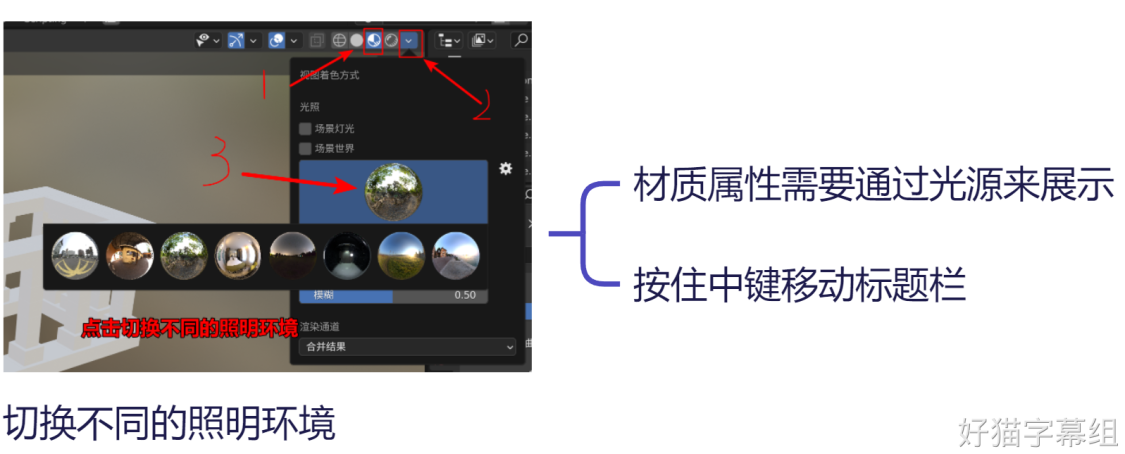 1
视图着色方式
2
光照
场景灯光
3
场景世界
模糊
0.50
点击切换不同的照明环境
渲染通道
合并结果
切换不同的照明环境
材质属性需要通过光源来展示
按住中键移动标题栏
好猫字幕组